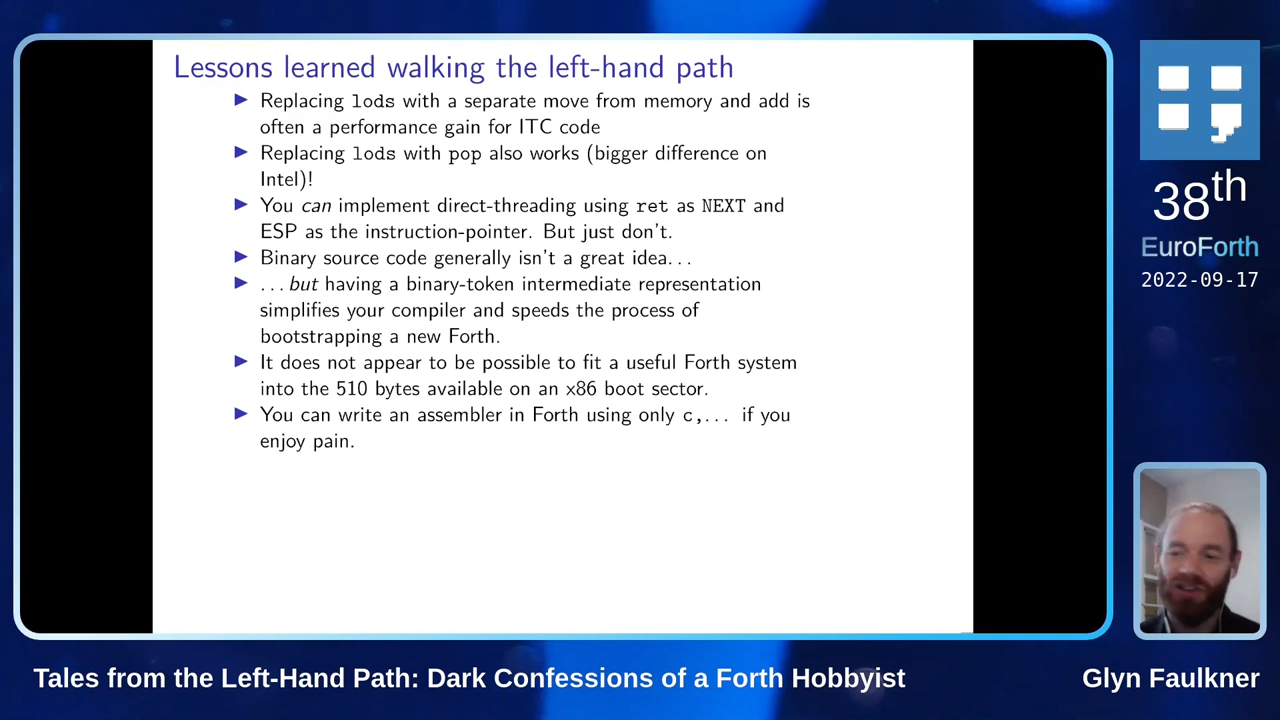 Lessons learned walking the left-hand path
▶ Replacing lods with a separate move from memory and add is
often a performance gain for ITC code
▶ Replacing lods with pop also works (bigger difference on
Intel)!
▶ You can implement direct-threading using ret as NEXT and
ESP as the instruction-pointer. But just don't.
▶ Binary source code generally isn't a great idea...
▶ ...but having a binary-token intermediate representation
simplifies your compiler and speeds the process of
bootstrapping a new Forth.
▶ It does not appear to be possible to fit a useful Forth system
into the 510 bytes available on an x86 boot sector.
▶ You can write an assembler in Forth using only c,... if you
enjoy pain.
38th
EuroForth
2022-09-17
Tales from the Left-Hand Path: Dark Confessions of a Forth Hobbyist
Glyn Faulkner